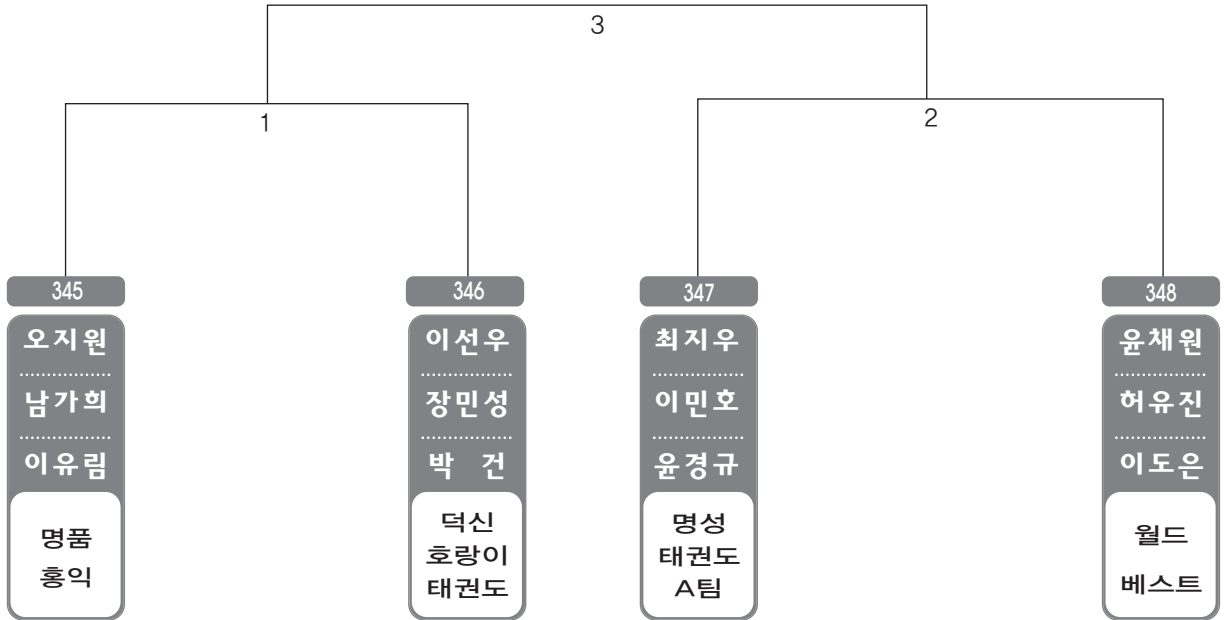 3
1
2
345
오지원
남가희
이유림
명품
홍익
346
이선우
장민성
박 건
덕신
호랑이
태권도
347
최지우
이민호
윤경규
명성
태권도
A팀
348
윤채원
허유진
이도은
월드
베스트